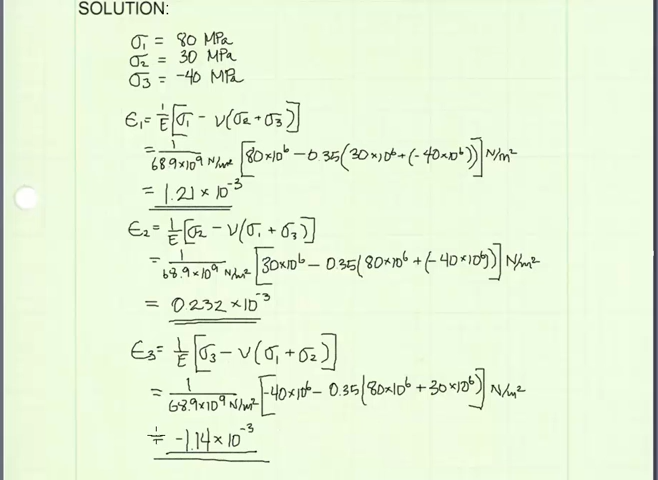 SOLUTION:
σ₁ = 80 MPa
σ₂ = 30 MPa
σ₃ = -40 MPa
ϵ₁ = 1/E [σ₁ - ν(σ₂ + σ₃)]
= 1/68.9×10⁹ N/m² [80×10⁶ - 0.35(30×10⁶ + (-40×10⁶))] N/m²
= 1.21 × 10⁻³
ϵ₂ = 1/E [σ₂ - ν(σ₁ + σ₃)]
= 1/68.9×10⁹ N/m² [30×10⁶ - 0.35(80×10⁶ + (-40×10⁶))] N/m²
= 0.232 × 10⁻³
ϵ₃ = 1/E [σ₃ - ν(σ₁ + σ₂)]
= 1/68.9×10⁹ N/m² [-40×10⁶ - 0.35(80×10⁶ + 30×10⁶)] N/m²
= -1.14 × 10⁻³